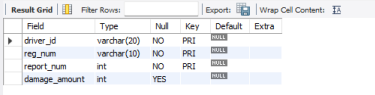 Result Grid Filter Rows: Export: Wrap Cell Content:
Field Type Null Key Default Extra
driver_id varchar(20) NO PRI NULL
reg_num varchar(10) NO PRI NULL
report_num int NO PRI NULL
damage_amount int YES NULL